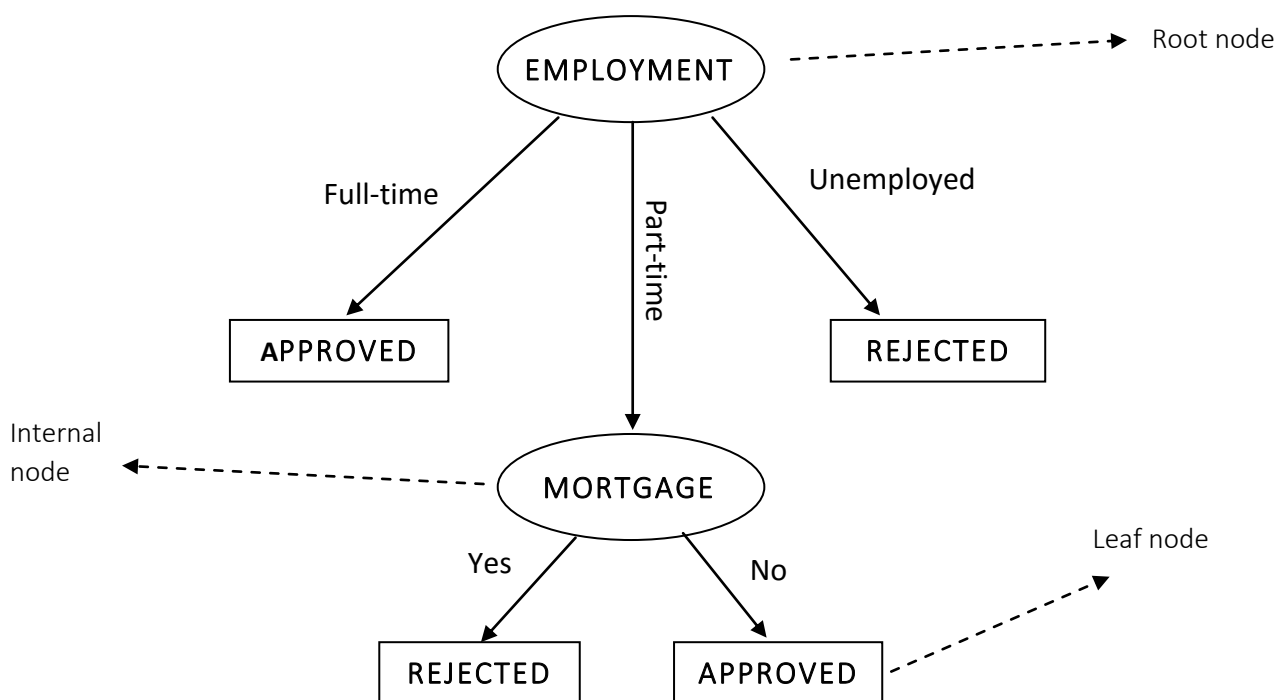 Root node
EMPLOYMENT
Full-time
Part-time
Unemployed
APPROVED
REJECTED
Internal
node
MORTGAGE
Leaf node
Yes
No
REJECTED
APPROVED